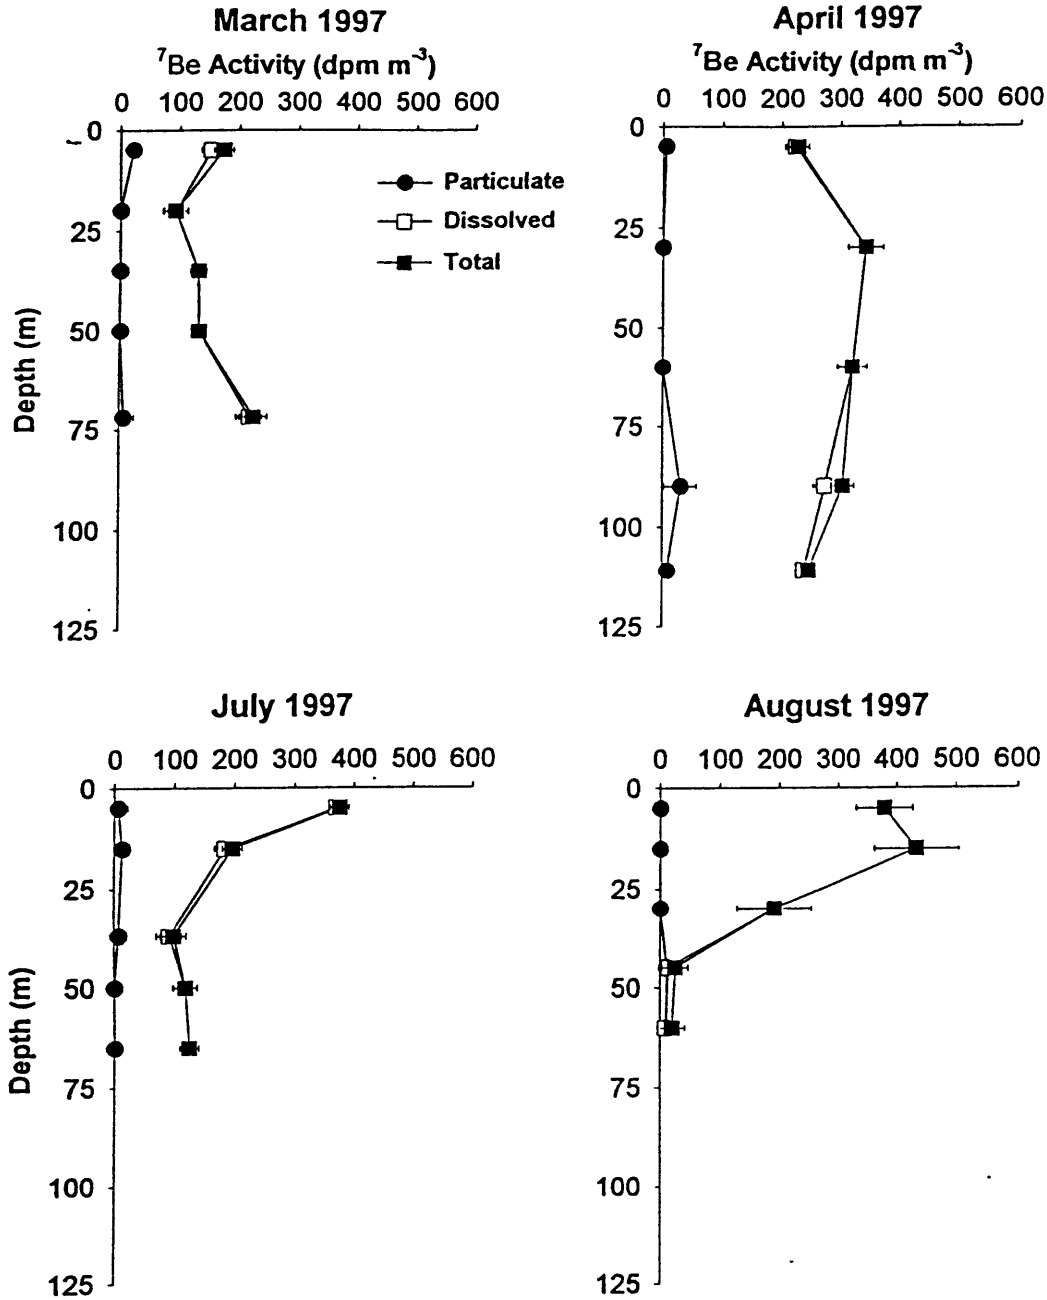 March 1997
⁷Be Activity (dpm m⁻³)
0 100 200 300 400 500 600
0
25
50
75
100
125
Depth (m)
Particulate
Dissolved
Total
April 1997
⁷Be Activity (dpm m⁻³)
0 100 200 300 400 500 600
0
25
50
75
100
125
July 1997
0 100 200 300 400 500 600
0
25
50
75
100
125
Depth (m)
August 1997
0 100 200 300 400 500 600
0
25
50
75
100
125